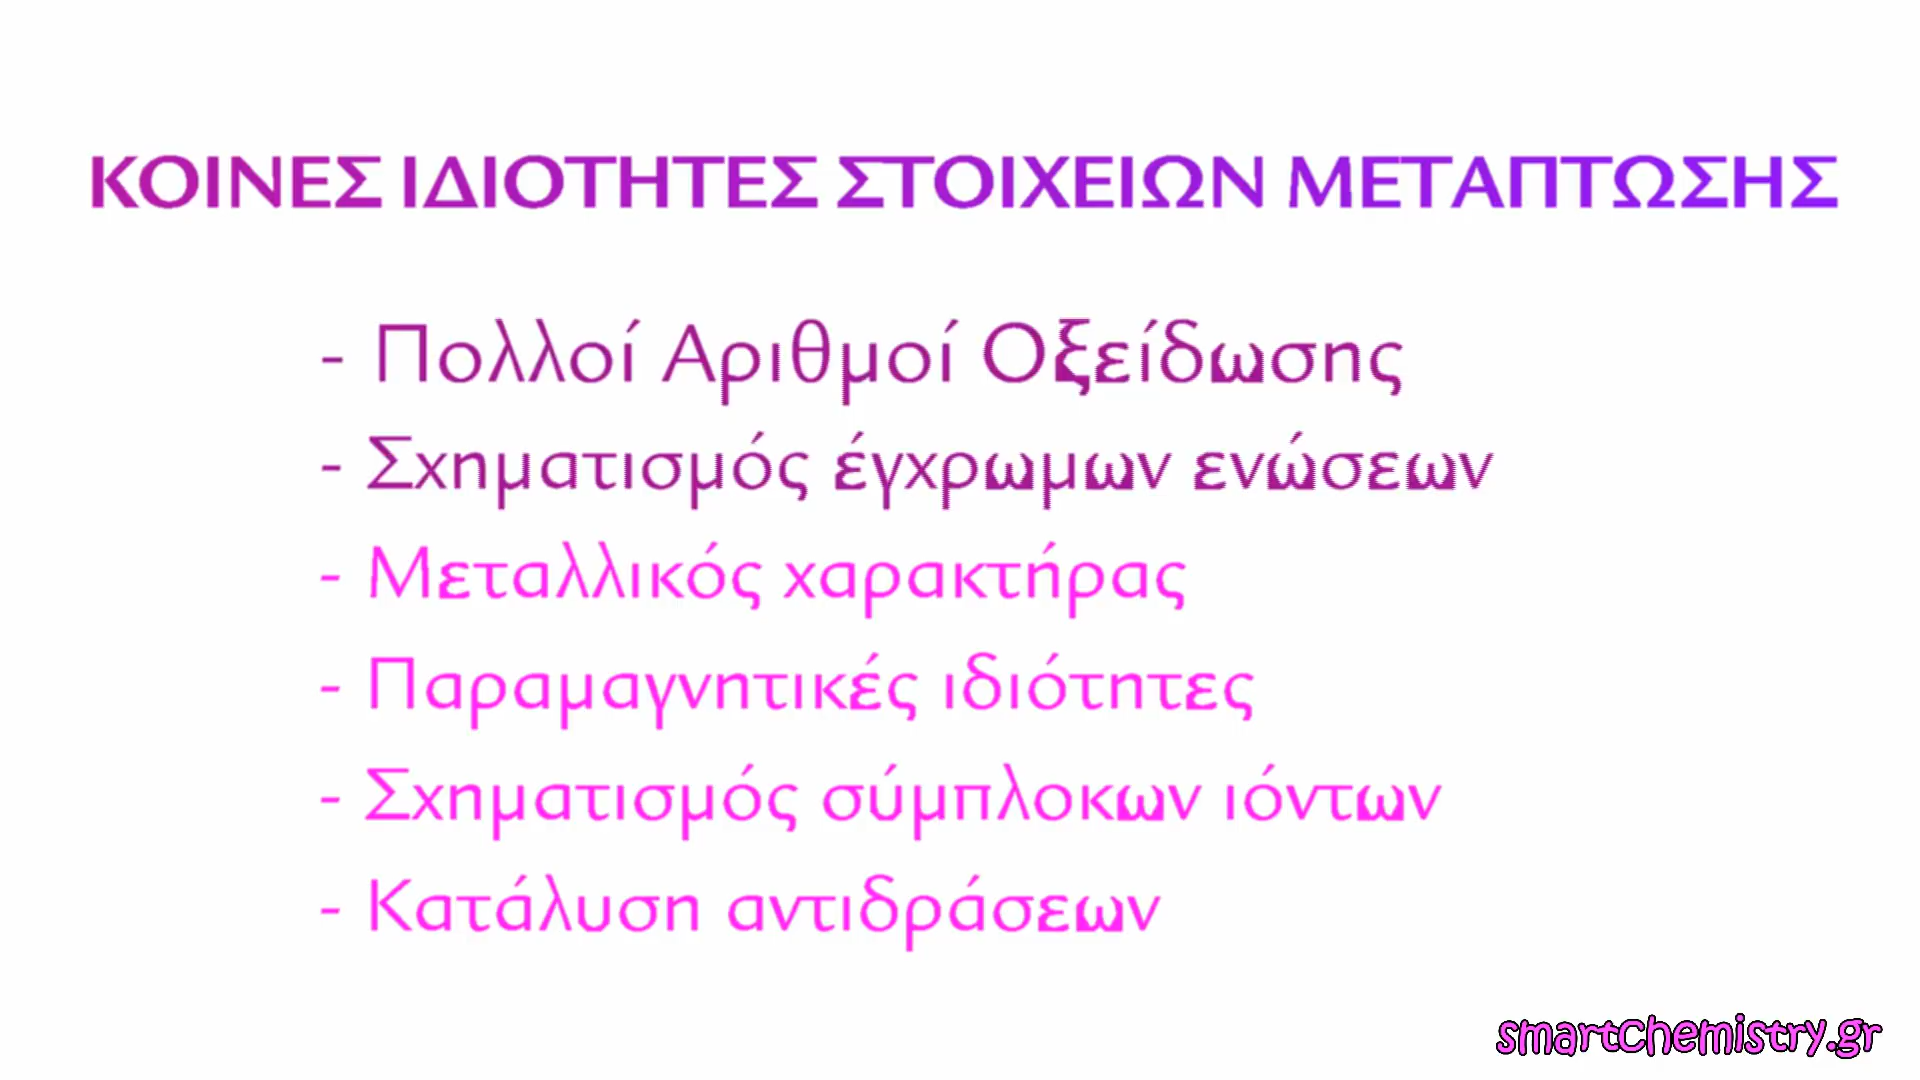 ΚΟΙΝΕΣ ΙΔΙΟΤΗΤΕΣ ΣΤΟΙΧΕΙΩΝ ΜΕΤΑΠΤΩΣΗΣ
- Πολλοί Αριθμοί Οξείδωσης
- Σχηματισμός έγχρωμων ενώσεων
- Μεταλλικός χαρακτήρας
- Παραμαγνητικές ιδιότητες
- Σχηματισμός σύμπλοκων ιόντων
- Κατάλυση αντιδράσεων
smartchemistry.gr